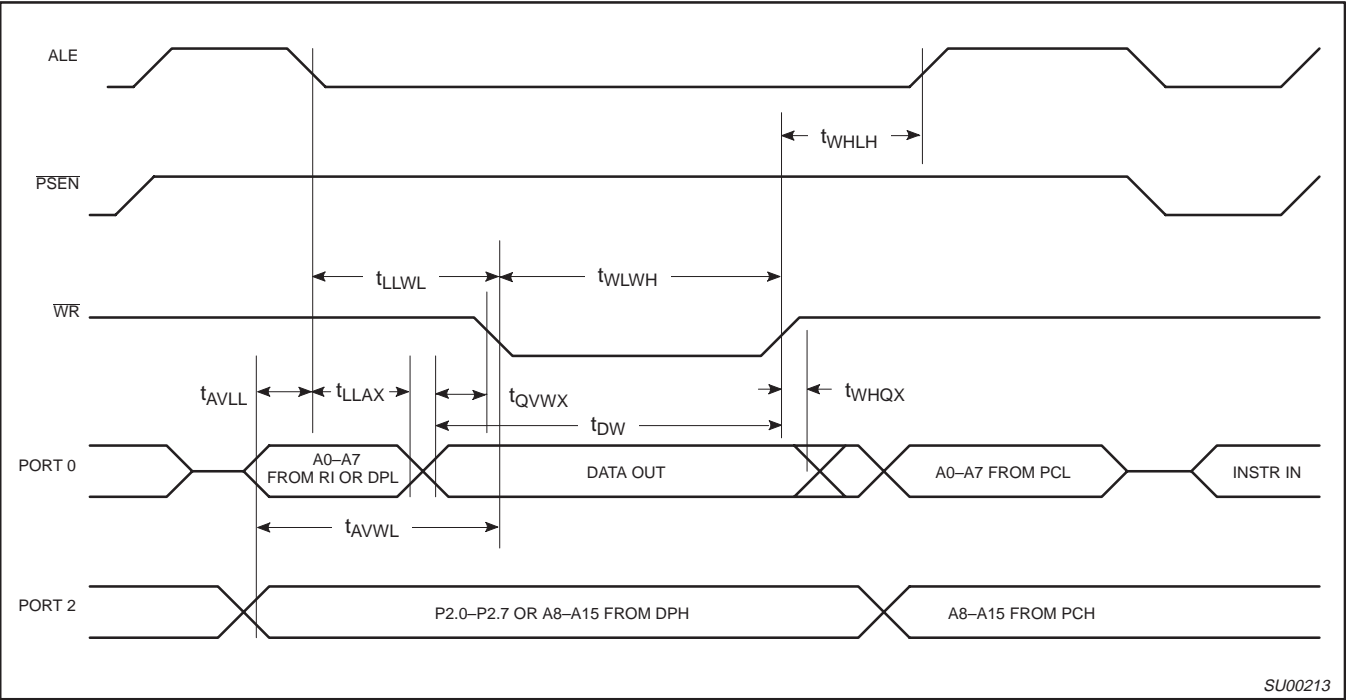 ALE
tWHLH
PSEN
tLLWL
tWLWH
WR
tAVLL
tLLAX
tQVWX
tWHQX
tDW
PORT 0
A0–A7
FROM RI OR DPL
DATA OUT
A0–A7 FROM PCL
INSTR IN
tAVWL
PORT 2
P2.0–P2.7 OR A8–A15 FROM DPH
A8–A15 FROM PCH
SU00213